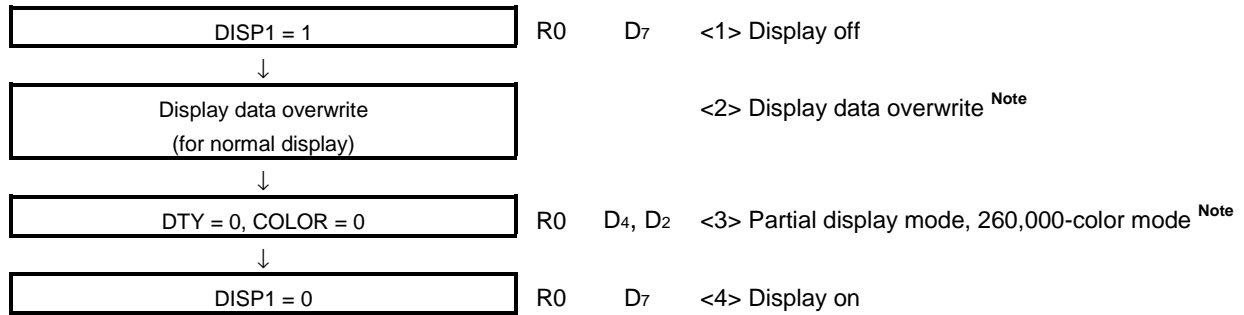 DISP1 = 1 R0 D7 <1> Display off
↓
Display data overwrite <2> Display data overwrite Note
(for normal display)
↓
DTY = 0, COLOR = 0 R0 D4, D2 <3> Partial display mode, 260,000-color mode Note
↓
DISP1 = 0 R0 D7 <4> Display on